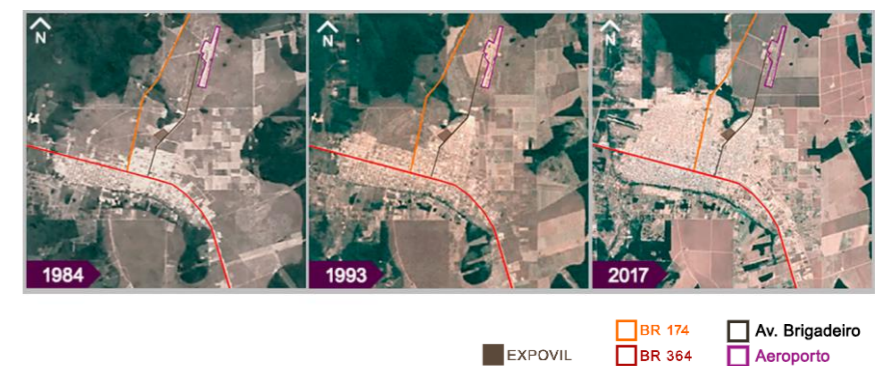 N
N
N
1984
1993
2017
EXPOVIL
BR 174
BR 364
Av. Brigadeiro
Aeroporto